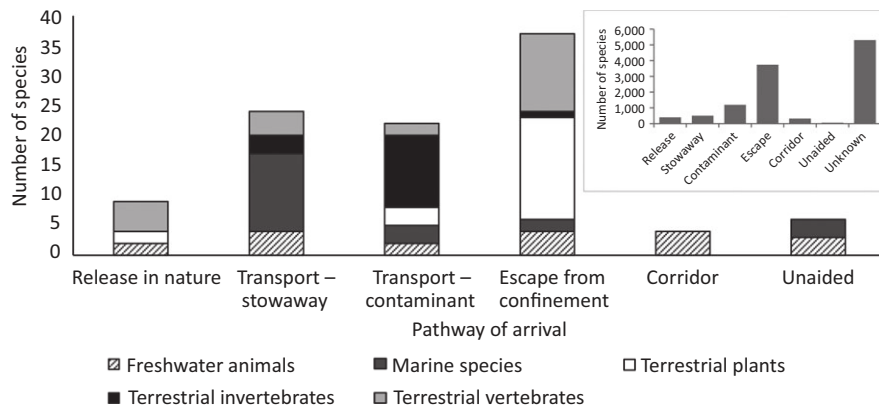 Number of species
40
35
30
25
20
15
10
5
0
Release in nature
Transport –
stowaway
Transport –
contaminant
Escape from
confinement
Corridor
Unaided
Pathway of arrival
Freshwater animals
Marine species
Terrestrial plants
Terrestrial invertebrates
Terrestrial vertebrates
Number of species
6,000
5,000
4,000
3,000
2,000
1,000
0
Release
Stowaway
Contaminant
Escape
Corridor
Unaided
Unknown